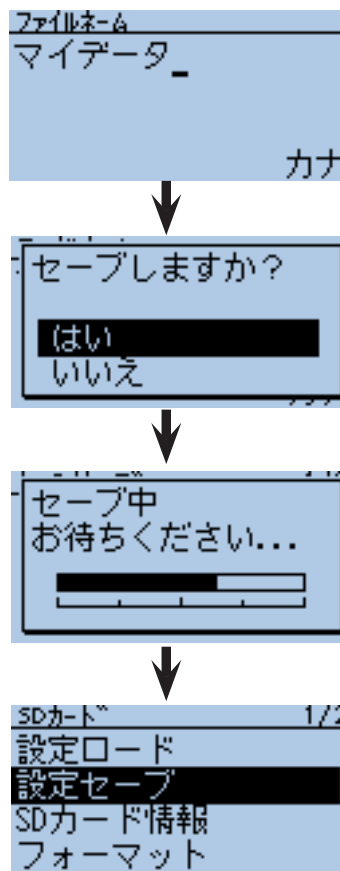 ファイルネーム
マイデータ_
カナ
セーブしますか?
はい
いいえ
セーブ中
お待ちください...
SDカード 1/2
設定ロード
設定セーブ
SDカード情報
フォーマット